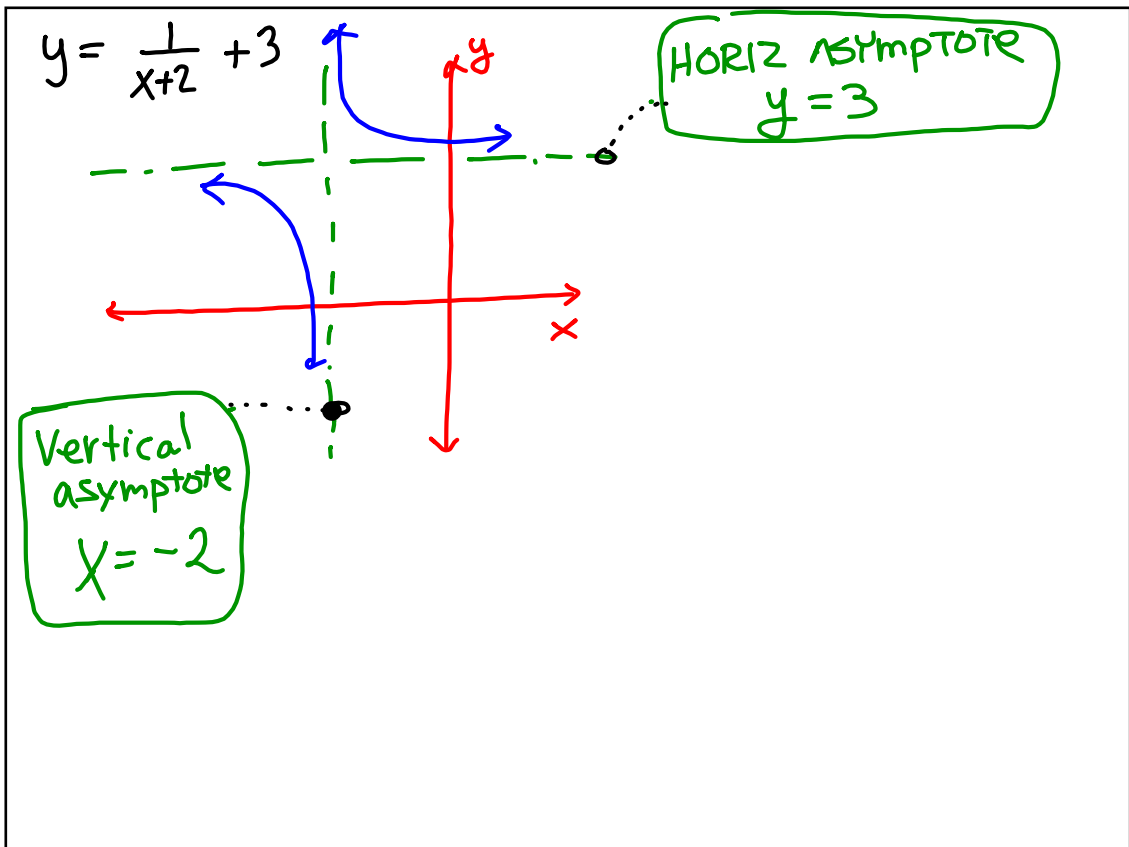 y = 1/(x+2) + 3
y
HORIZ ASYMPTOTE
y = 3
x
Vertical
asymptote
X = -2